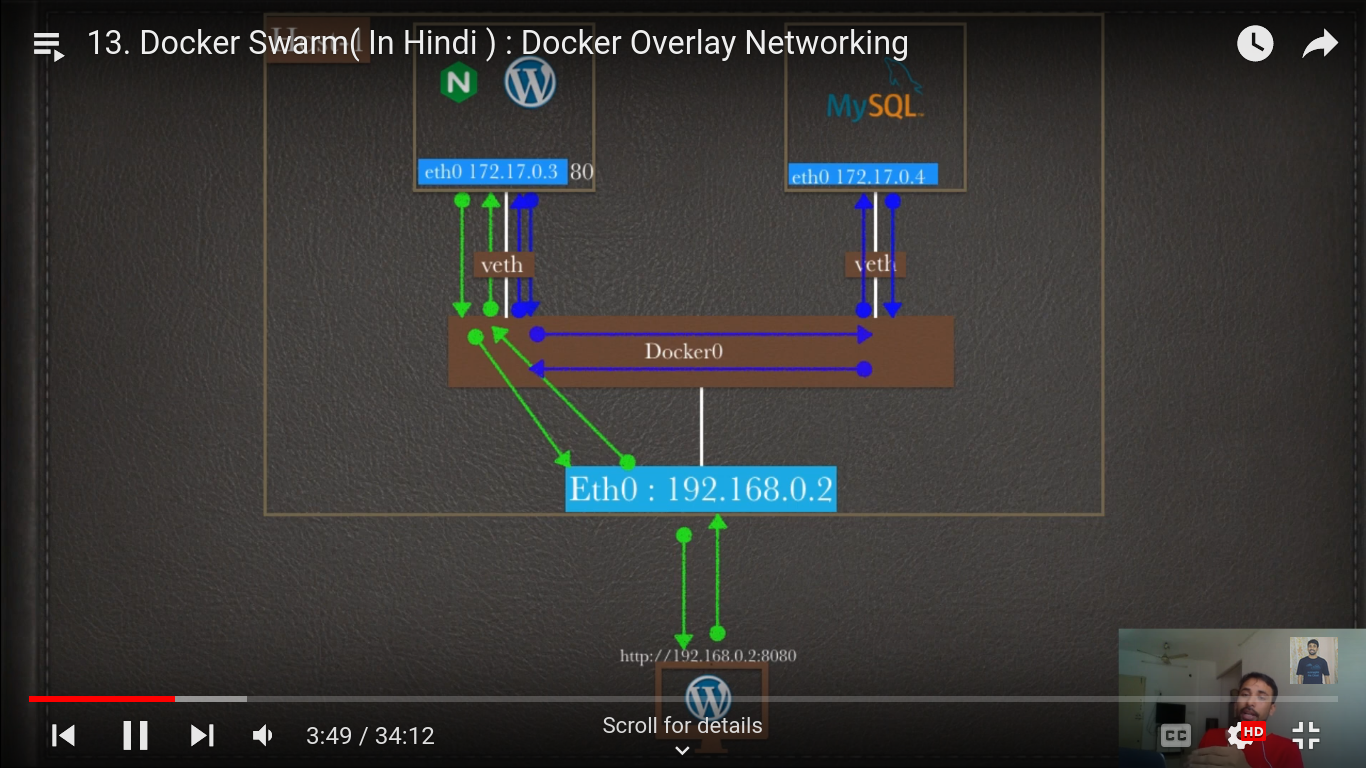 13. Docker Swarm( In Hindi ) : Docker Overlay Networking
N
W
MySQL
eth0 172.17.0.3 80
eth0 172.17.0.4
veth
veth
Docker0
Eth0 : 192.168.0.2
http://192.168.0.2:8080
W
3:49 / 34:12
Scroll for details
CC
HD